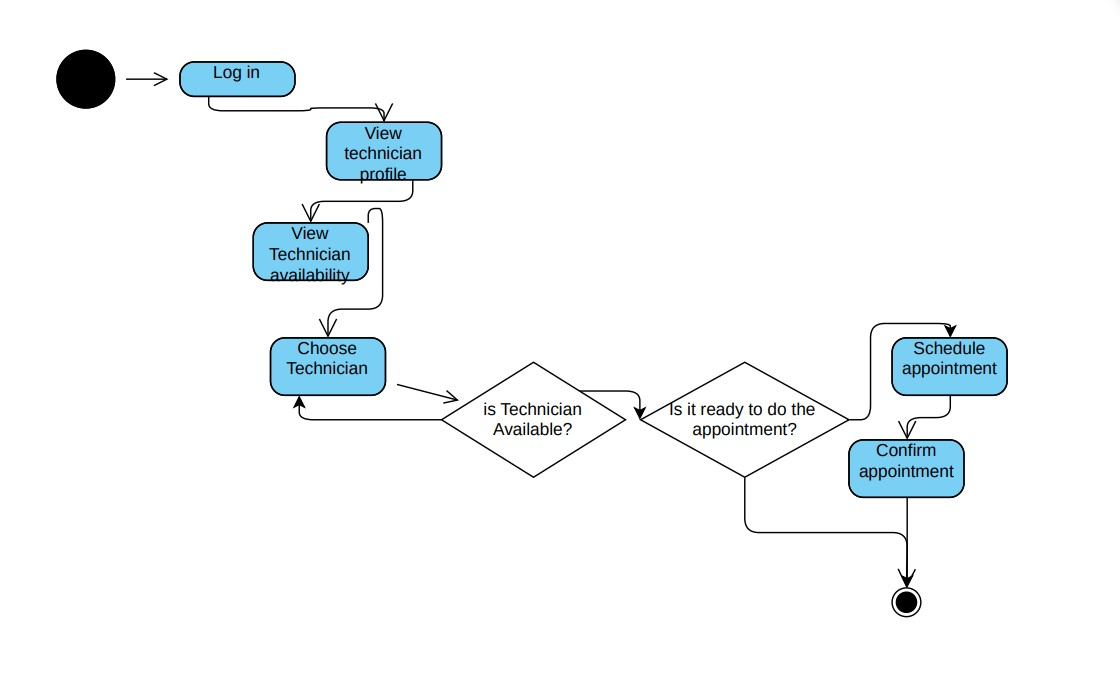 Log in
View
technician
profile
View
Technician
availability
Choose
Technician
is Technician
Available?
Is it ready to do the
appointment?
Schedule
appointment
Confirm
appointment